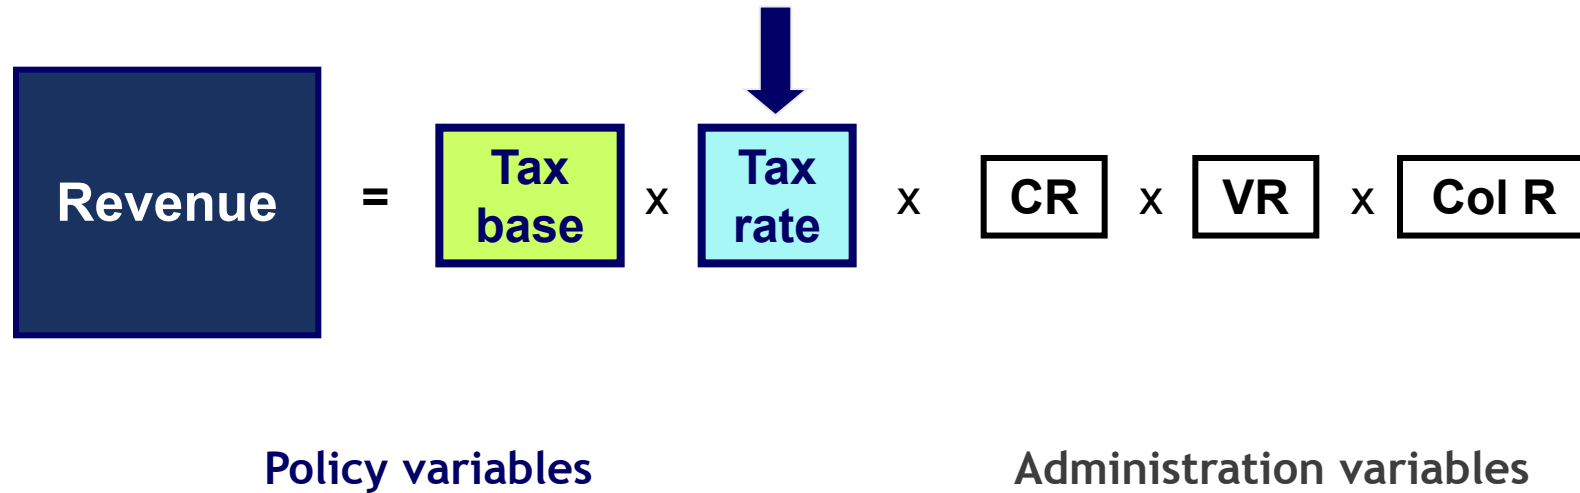 Revenue = Tax base x Tax rate x CR x VR x Col R
Policy variables
Administration variables